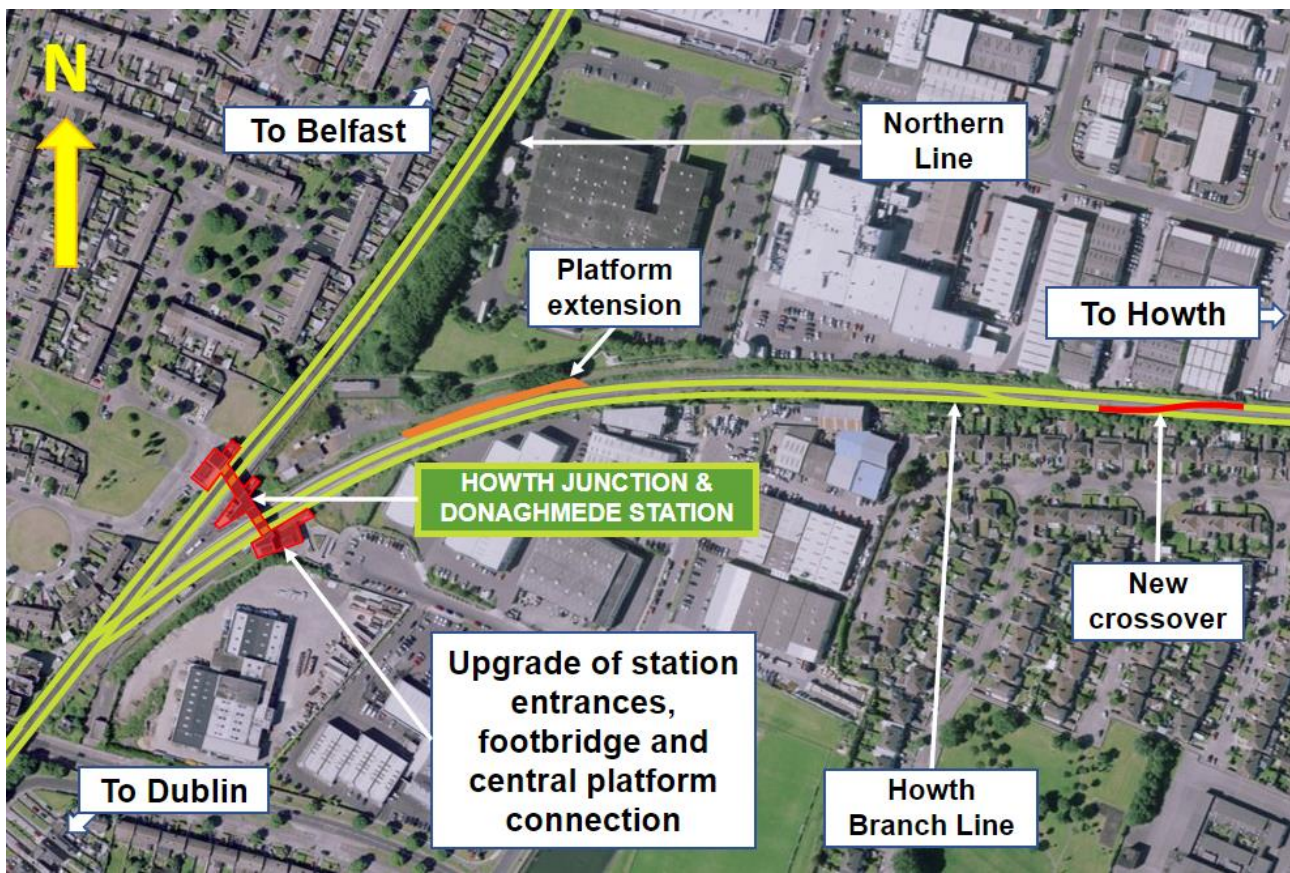 N
To Belfast
Northern
Line
Platform
extension
To Howth
HOWTH JUNCTION &
DONAGHMEDE STATION
New
crossover
Upgrade of station
entrances,
footbridge and
central platform
connection
To Dublin
Howth
Branch Line